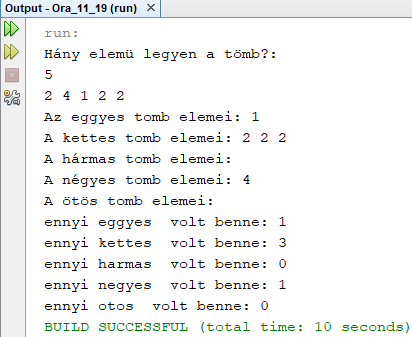 Output - Ora_11_19 (run) ×
run:
Hány elemü legyen a tömb?:
5
2 4 1 2 2
Az eggyes tomb elemei: 1
A kettes tomb elemei: 2 2 2
A hármas tomb elemei:
A négyes tomb elemei: 4
A ötös tomb elemei:
ennyi eggyes  volt benne: 1
ennyi kettes  volt benne: 3
ennyi harmas  volt benne: 0
ennyi negyes  volt benne: 1
ennyi otos  volt benne: 0
BUILD SUCCESSFUL (total time: 10 seconds)